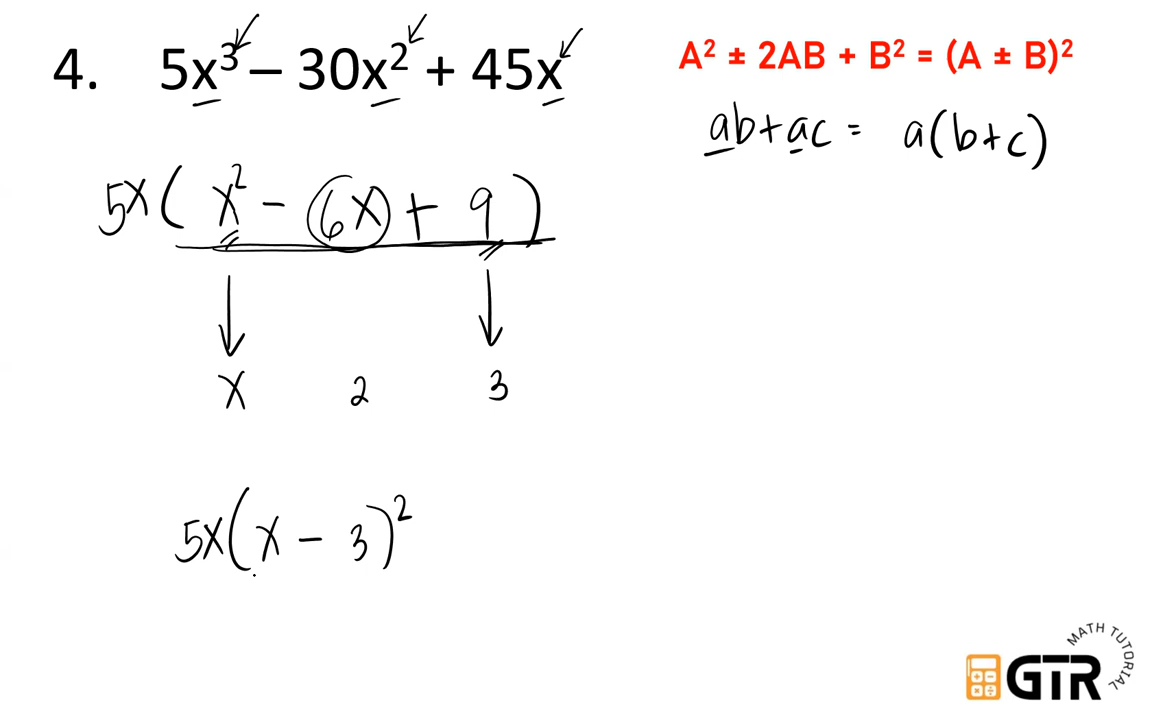 4. 5x³ – 30x² + 45x
A² ± 2AB + B² = (A ± B)²
ab+ac = a(b+c)
5x(x² - 6x + 9)
x 2 3
5x(x - 3)²
GTR MATH TUTORIAL